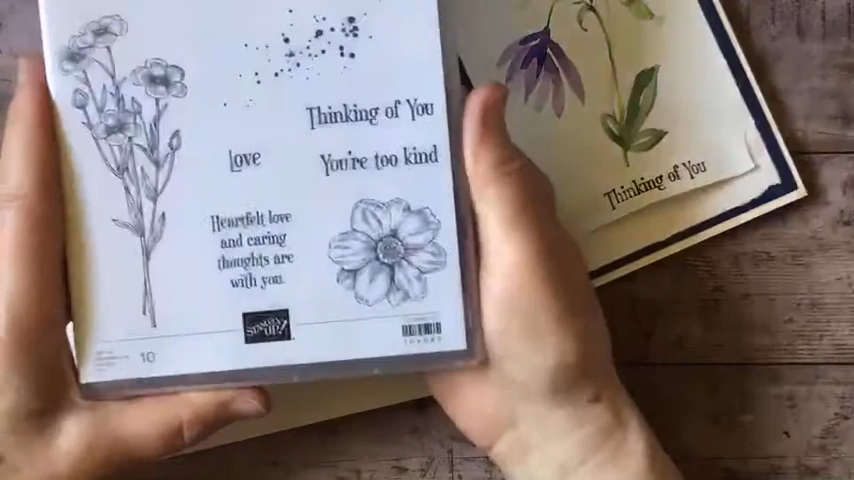 Thinking of You
Love
You're too kind
Heartfelt love
and caring
thoughts are
with you.
STAMPIN' UP!
10
Thinking of You